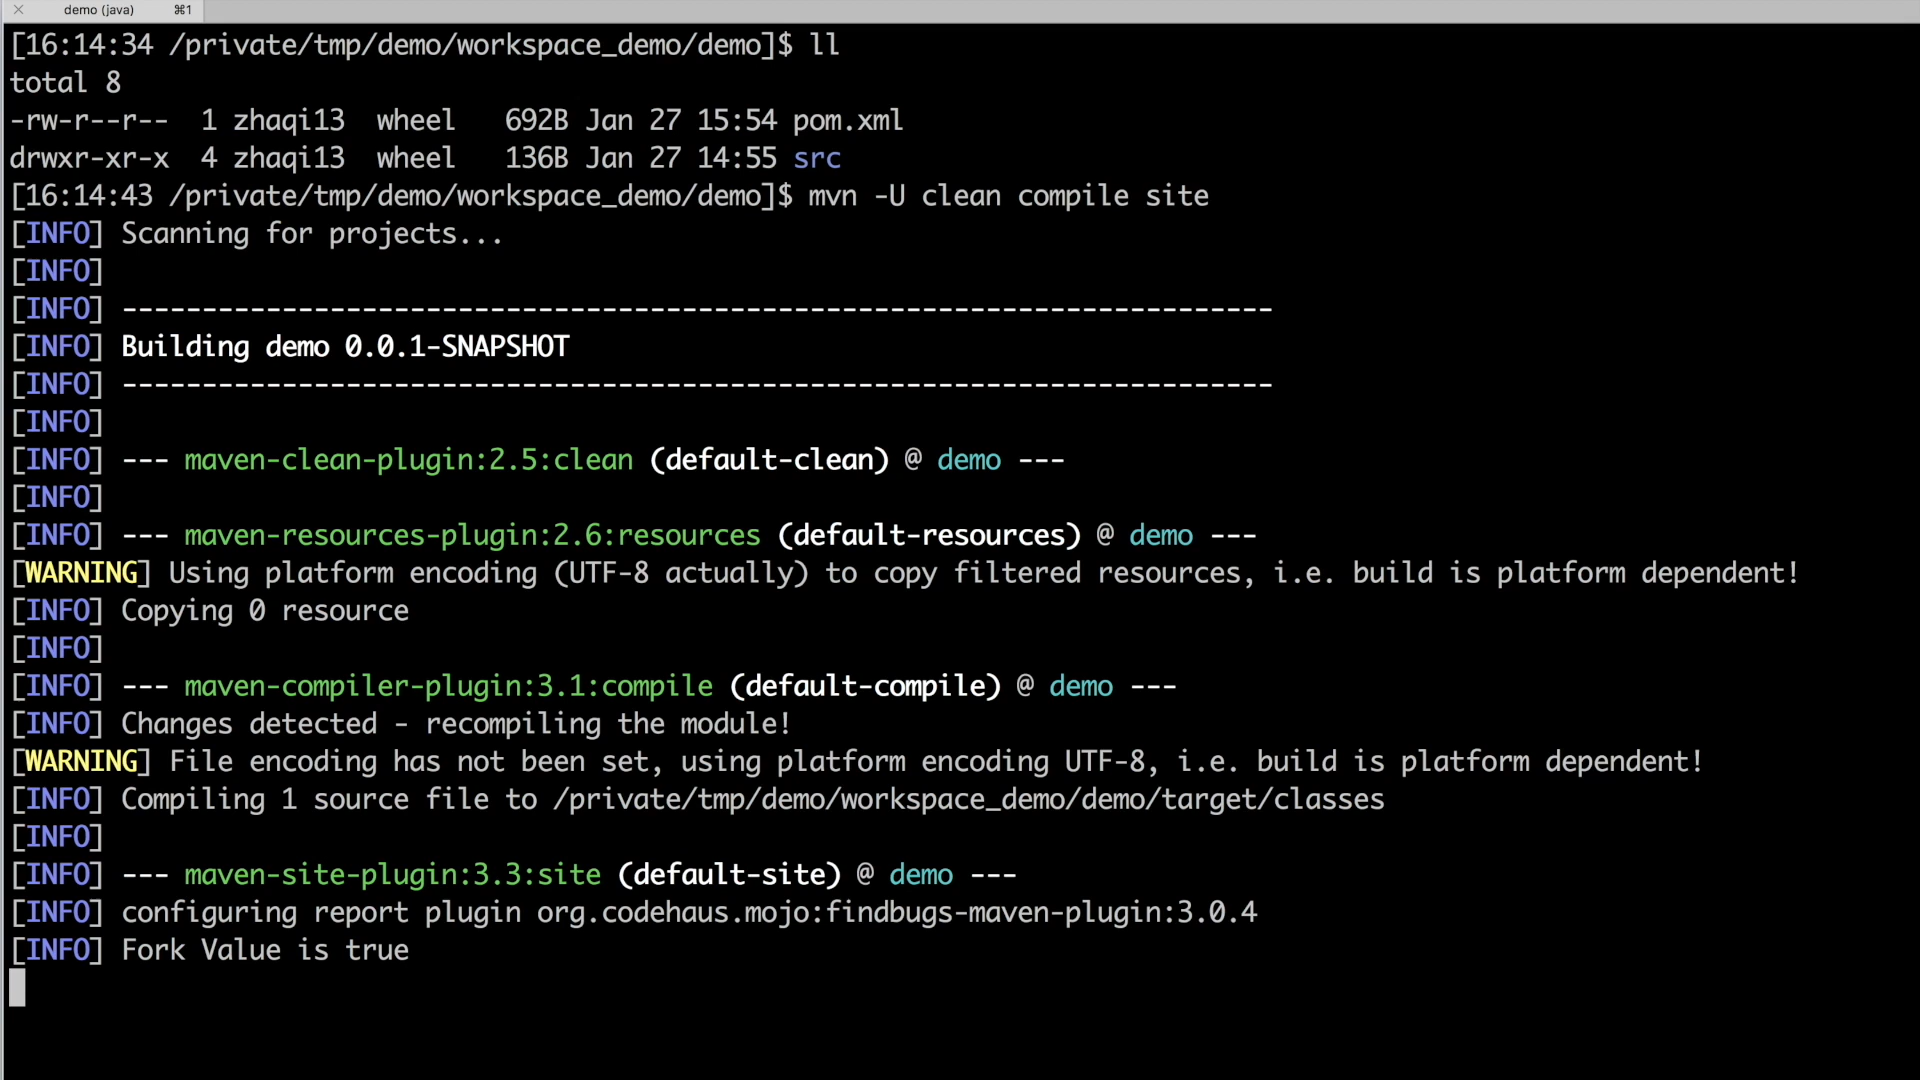 demo (java) ⌘1
[16:14:34 /private/tmp/demo/workspace_demo/demo]$ ll
total 8
-rw-r--r--  1 zhaqi13  wheel   692B Jan 27 15:54 pom.xml
drwxr-xr-x  4 zhaqi13  wheel   136B Jan 27 14:55 src
[16:14:43 /private/tmp/demo/workspace_demo/demo]$ mvn -U clean compile site
[INFO] Scanning for projects...
[INFO]
[INFO] ------------------------------------------------------------------------
[INFO] Building demo 0.0.1-SNAPSHOT
[INFO] ------------------------------------------------------------------------
[INFO]
[INFO] --- maven-clean-plugin:2.5:clean (default-clean) @ demo ---
[INFO]
[INFO] --- maven-resources-plugin:2.6:resources (default-resources) @ demo ---
[WARNING] Using platform encoding (UTF-8 actually) to copy filtered resources, i.e. build is platform dependent!
[INFO] Copying 0 resource
[INFO]
[INFO] --- maven-compiler-plugin:3.1:compile (default-compile) @ demo ---
[INFO] Changes detected - recompiling the module!
[WARNING] File encoding has not been set, using platform encoding UTF-8, i.e. build is platform dependent!
[INFO] Compiling 1 source file to /private/tmp/demo/workspace_demo/demo/target/classes
[INFO]
[INFO] --- maven-site-plugin:3.3:site (default-site) @ demo ---
[INFO] configuring report plugin org.codehaus.mojo:findbugs-maven-plugin:3.0.4
[INFO] Fork Value is true